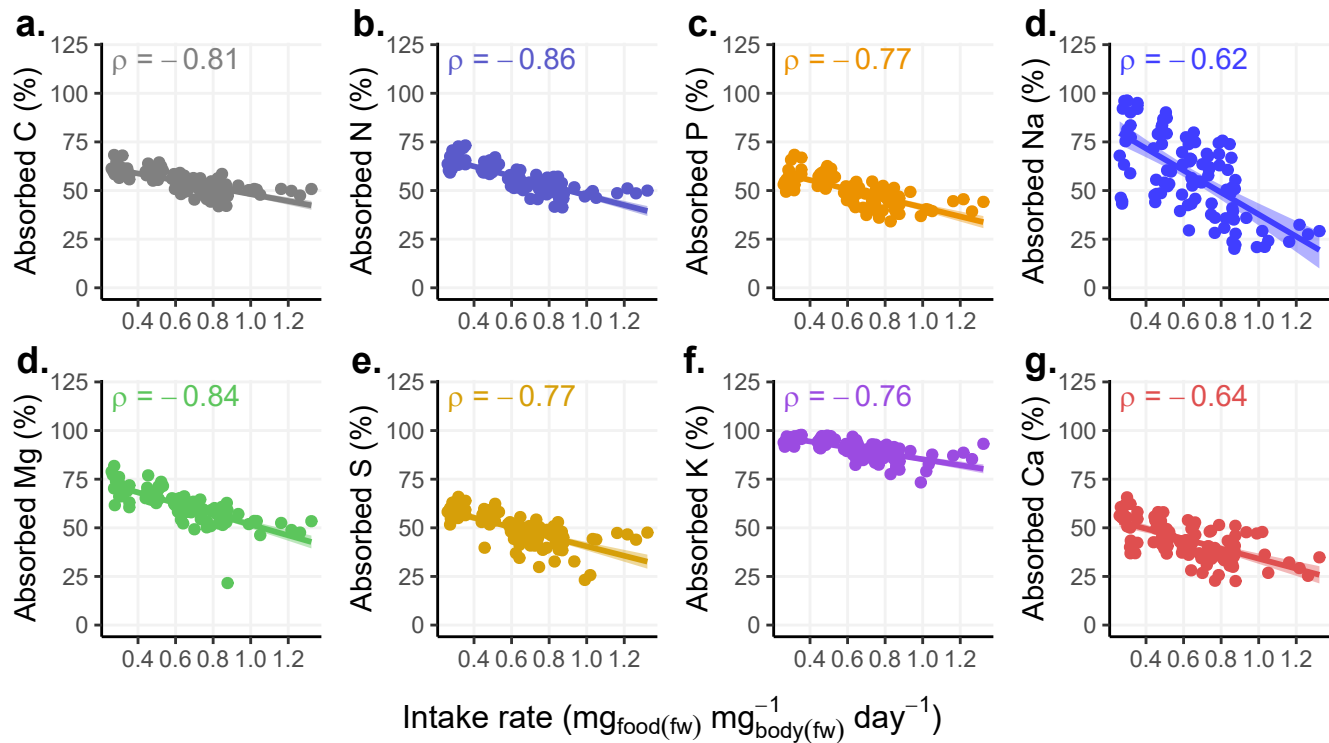 a.
ρ = − 0.81
Absorbed C (%)
125
100
75
50
25
0
0.4 0.6 0.8 1.0 1.2
b.
ρ = − 0.86
Absorbed N (%)
125
100
75
50
25
0
0.4 0.6 0.8 1.0 1.2
c.
ρ = − 0.77
Absorbed P (%)
125
100
75
50
25
0
0.4 0.6 0.8 1.0 1.2
d.
ρ = − 0.62
Absorbed Na (%)
125
100
75
50
25
0
0.4 0.6 0.8 1.0 1.2
d.
ρ = − 0.84
Absorbed Mg (%)
125
100
75
50
25
0
0.4 0.6 0.8 1.0 1.2
e.
ρ = − 0.77
Absorbed S (%)
125
100
75
50
25
0
0.4 0.6 0.8 1.0 1.2
f.
ρ = − 0.76
Absorbed K (%)
125
100
75
50
25
0
0.4 0.6 0.8 1.0 1.2
g.
ρ = − 0.64
Absorbed Ca (%)
125
100
75
50
25
0
0.4 0.6 0.8 1.0 1.2
Intake rate (mg food(fw) mg −1 body(fw) day −1)